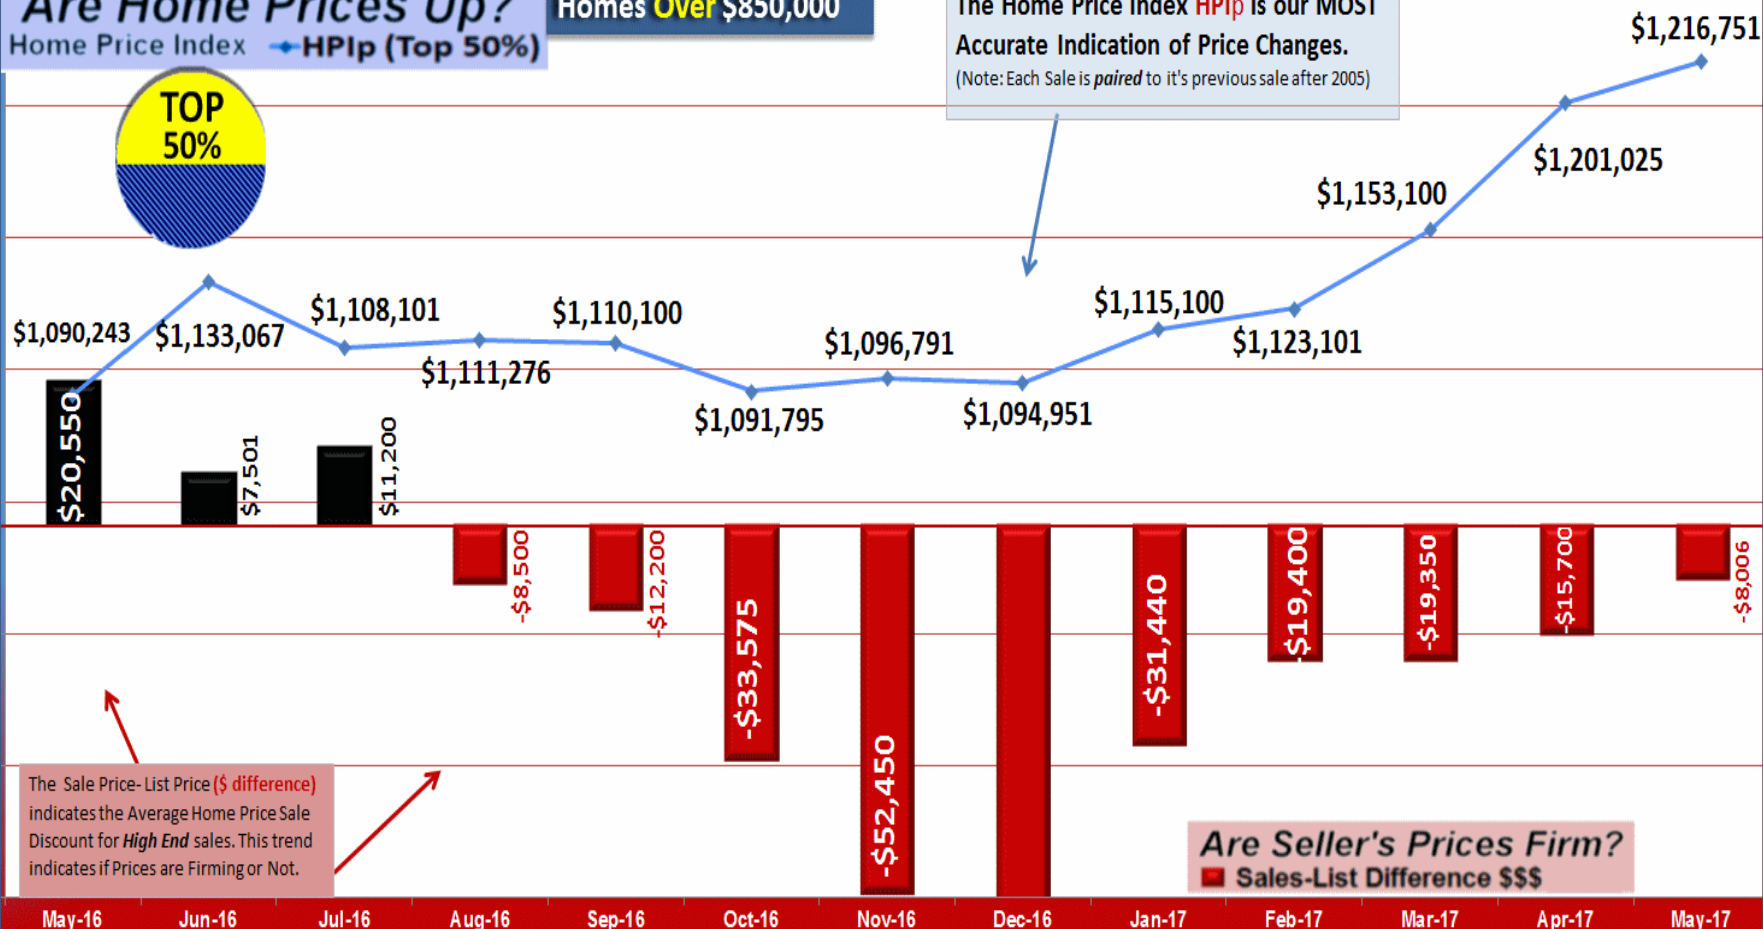 Are Home Prices Up?
Home Price Index HPIp (Top 50%)
Homes Over $850,000
The Home Price Index HPIp is our MOST
Accurate Indication of Price Changes.
(Note: Each Sale is paired to it's previous sale after 2005)
TOP
50%
$1,090,243
$1,133,067
$1,108,101
$1,111,276
$1,110,100
$1,091,795
$1,096,791
$1,094,951
$1,115,100
$1,123,101
$1,153,100
$1,201,025
$1,216,751
$20,550
$7,501
$11,200
-$8,500
-$12,200
-$33,575
-$52,450
-$31,440
-$19,400
-$19,350
-$15,700
-$8,006
The Sale Price- List Price ($ difference)
indicates the Average Home Price Sale
Discount for High End sales. This trend
indicates if Prices are Firming or Not.
Are Seller's Prices Firm?
Sales-List Difference $$$
May-16
Jun-16
Jul-16
Aug-16
Sep-16
Oct-16
Nov-16
Dec-16
Jan-17
Feb-17
Mar-17
Apr-17
May-17